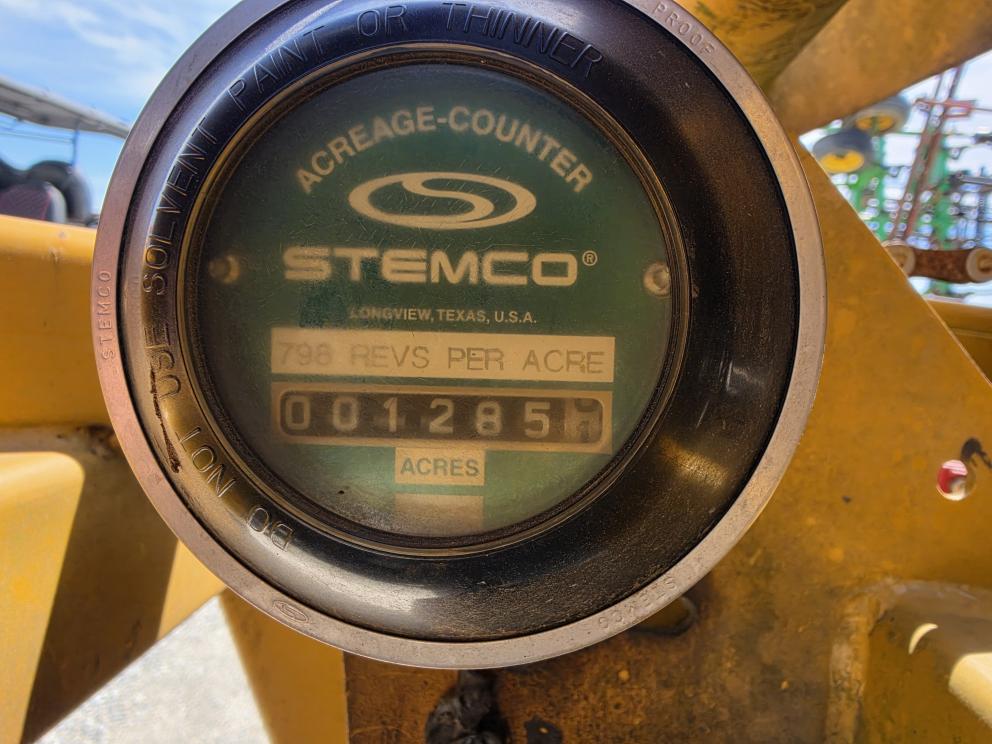 DO NOT USE SOLVENT PAINT OR THINNER
PROOF
STEMCO
ACREAGE-COUNTER
STEMCO®
LONGVIEW, TEXAS, U.S.A.
798 REVS PER ACRE
001285
ACRES